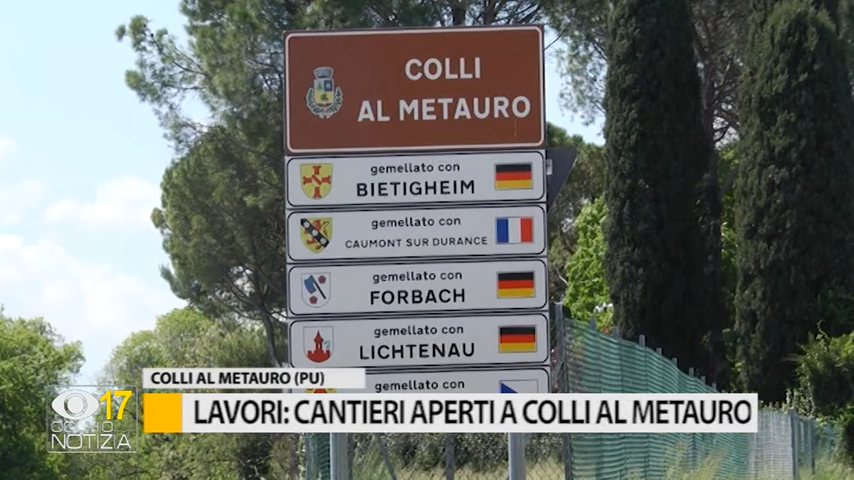 COLLI
AL METAURO
gemellato con
BIETIGHEIM
gemellato con
CAUMONT SUR DURANCE
gemellato con
FORBACH
gemellato con
LICHTENAU
gemellato con
COLLI AL METAURO (PU)
LAVORI: CANTIERI APERTI A COLLI AL METAURO
17
OCCHIO
NOTIZIA